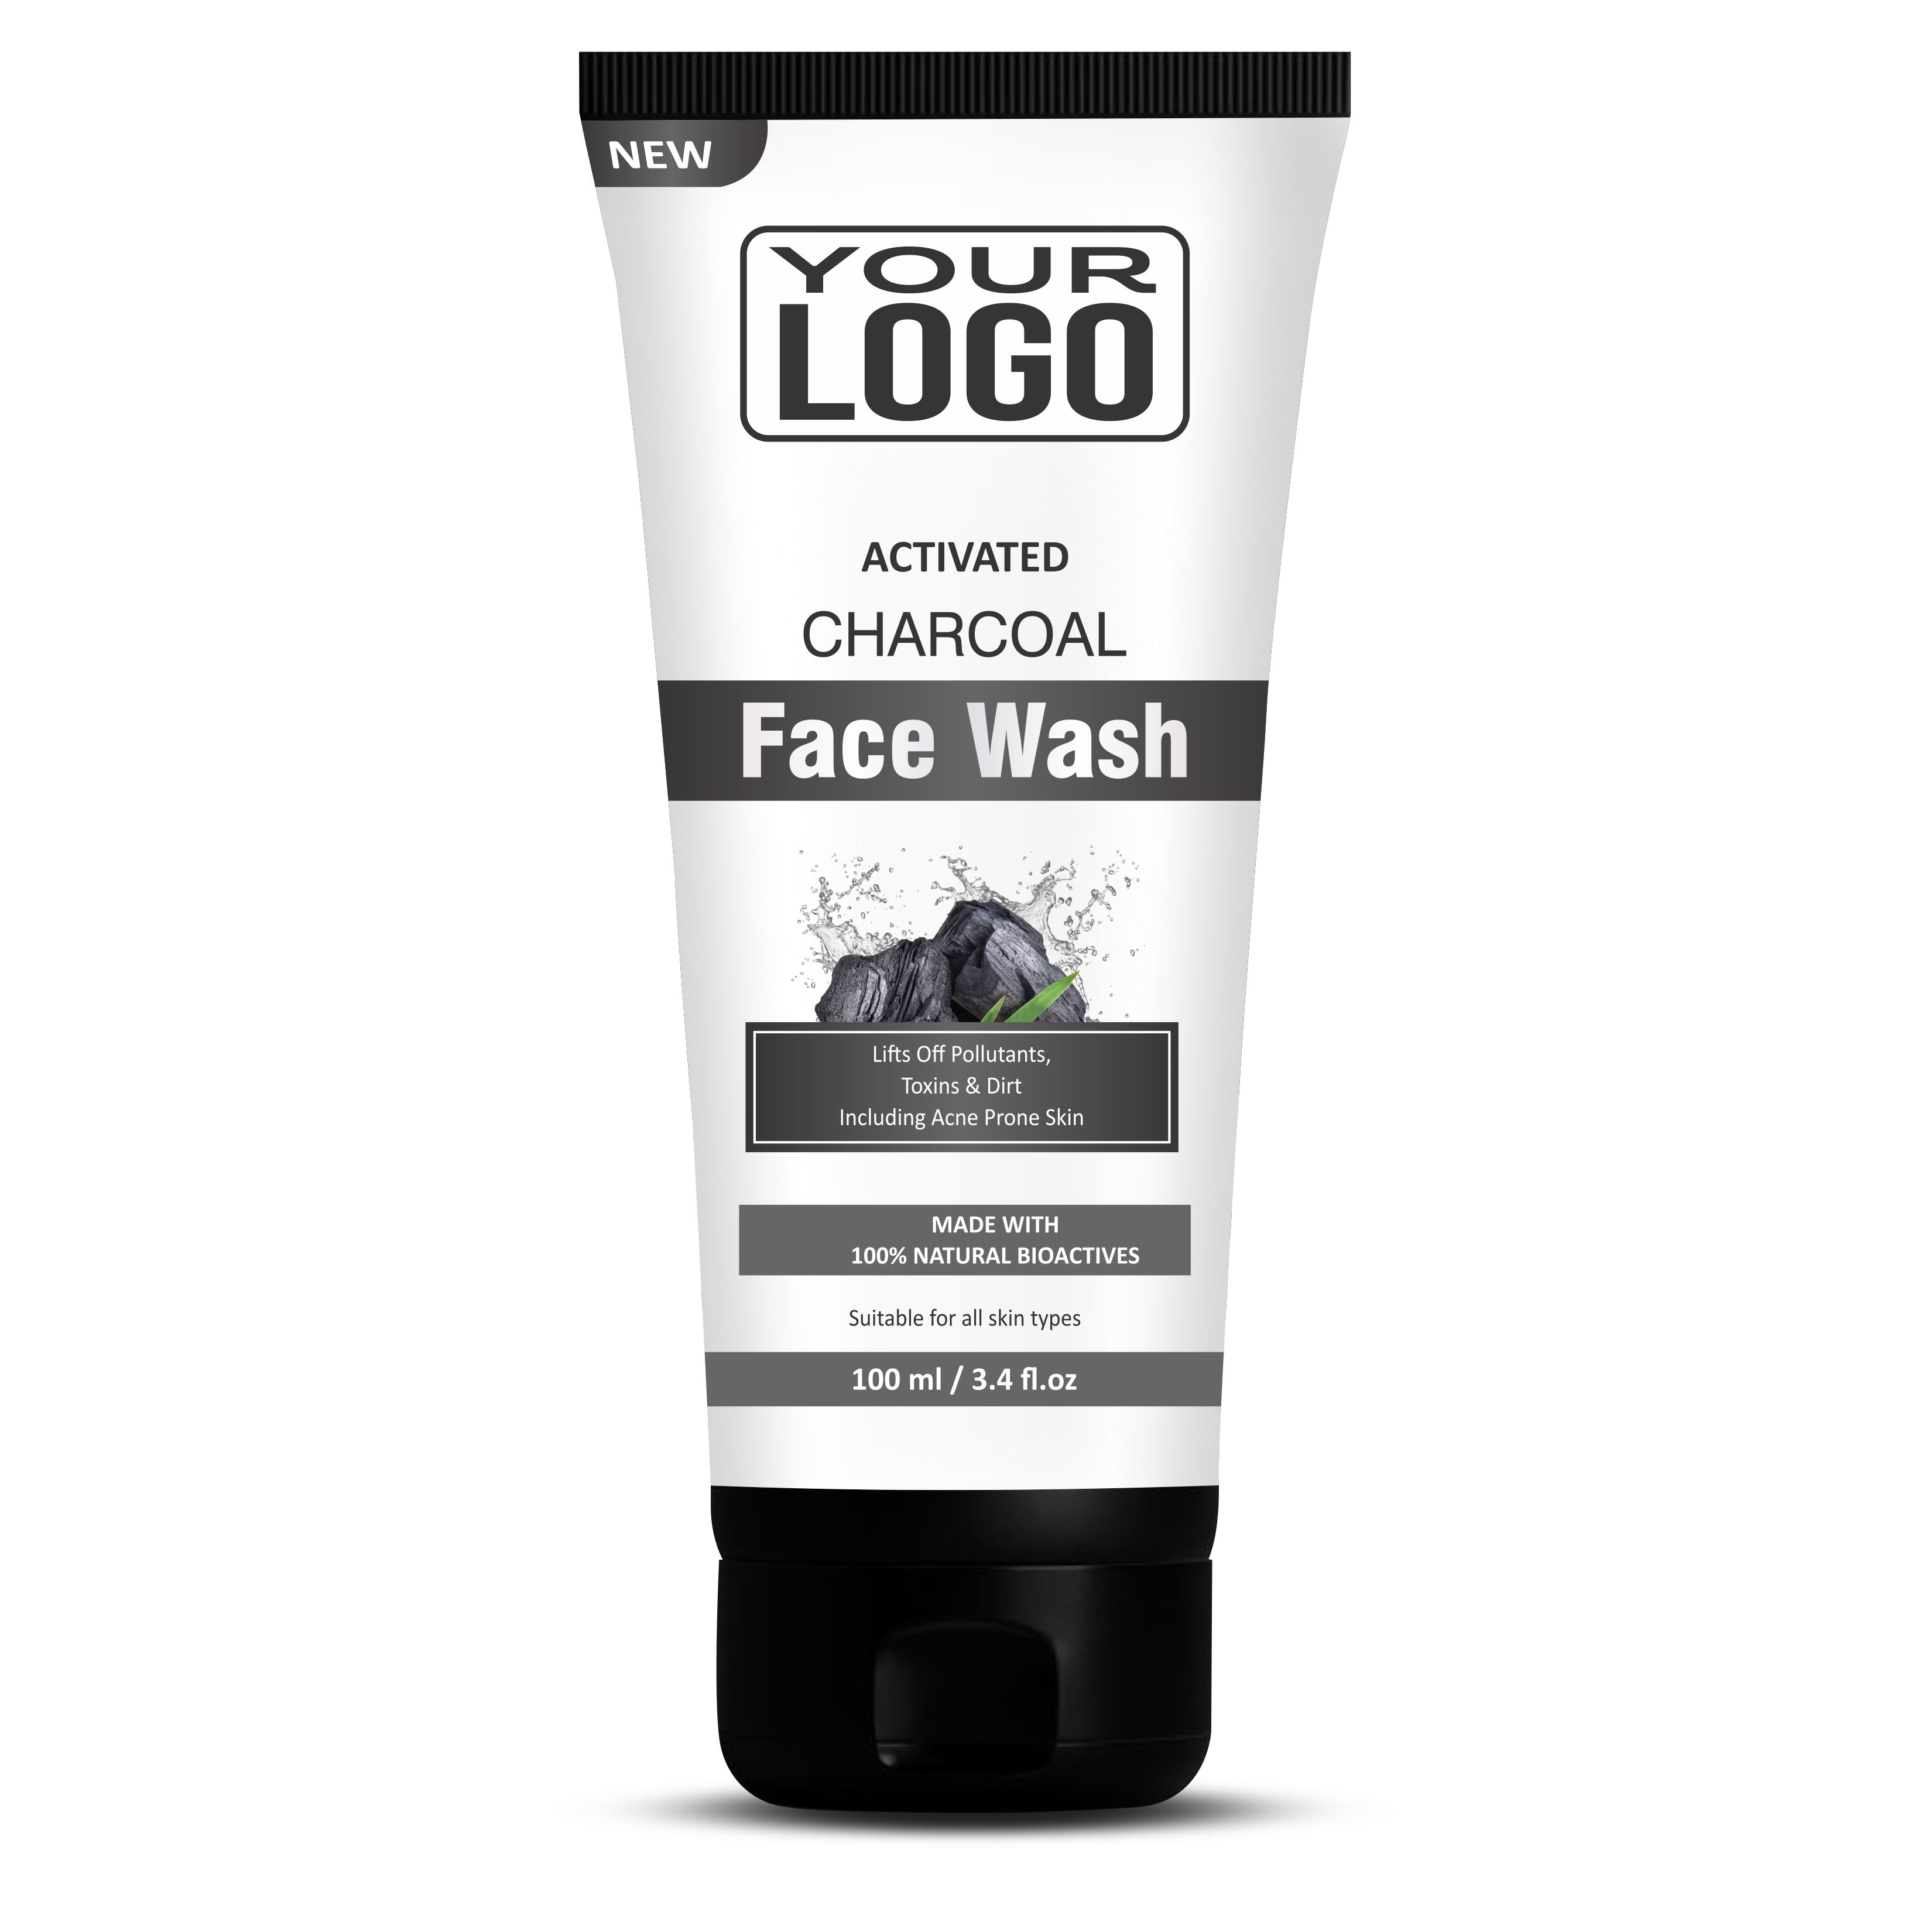 NEW
YOUR
LOGO
ACTIVATED
CHARCOAL
Face Wash
Lifts Off Pollutants,
Toxins & Dirt
Including Acne Prone Skin
MADE WITH
100% NATURAL BIOACTIVES
Suitable for all skin types
100 ml / 3.4 fl.oz